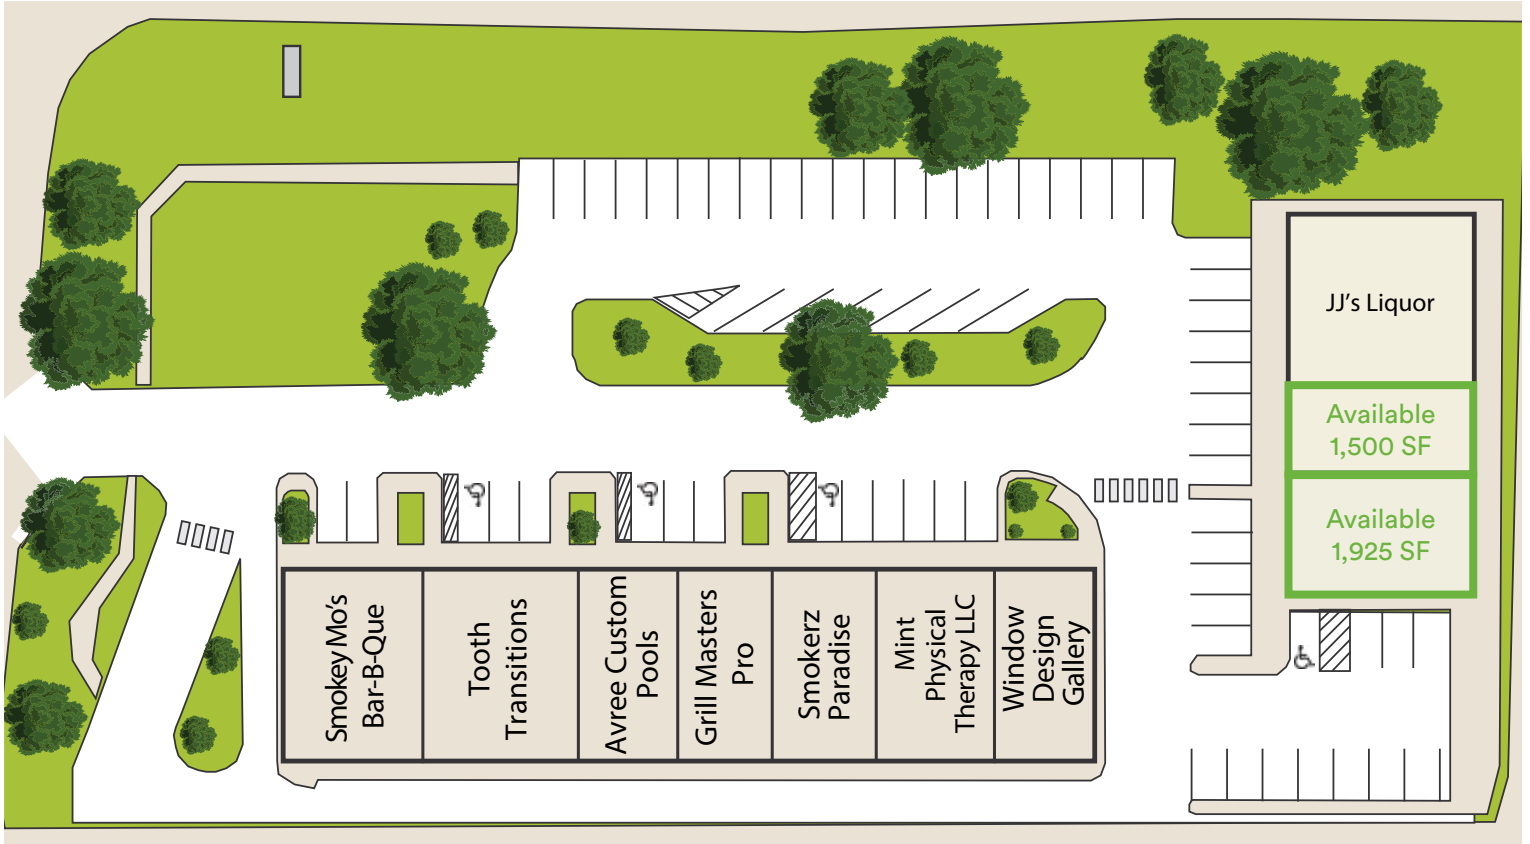 JJ's Liquor
Available
1,500 SF
Available
1,925 SF
Smokey Mo's
Bar-B-Que
Tooth
Transitions
Avree Custom
Pools
Grill Masters
Pro
Smokerz
Paradise
Mint
Physical
Therapy LLC
Window
Design
Gallery